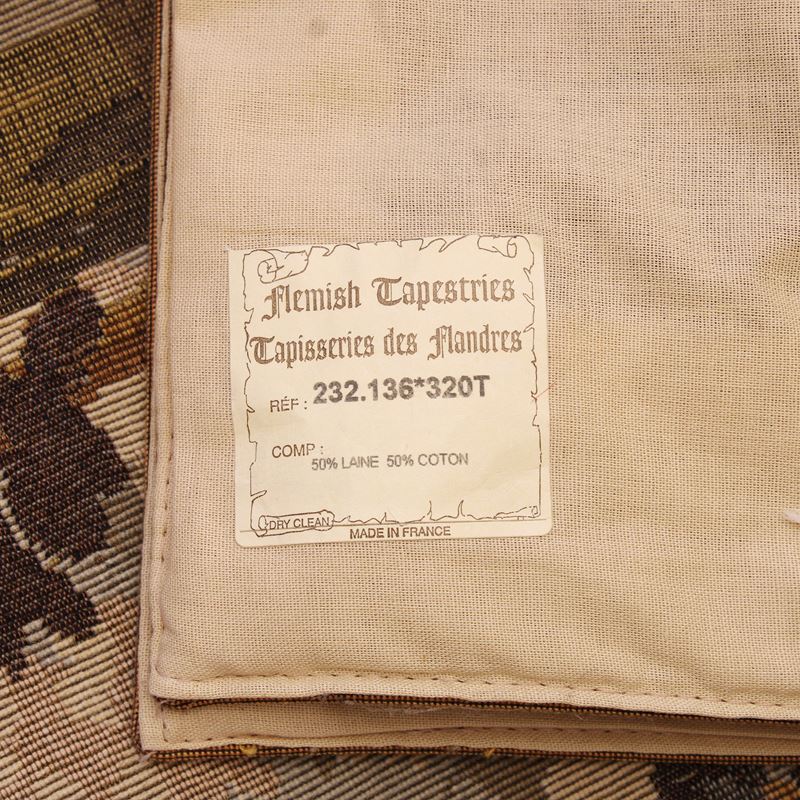 Flemish Tapestries
Tapisseries des Flandres
RÉF : 232.136*320T
COMP :
50% LAINE 50% COTON
DRY CLEAN
MADE IN FRANCE